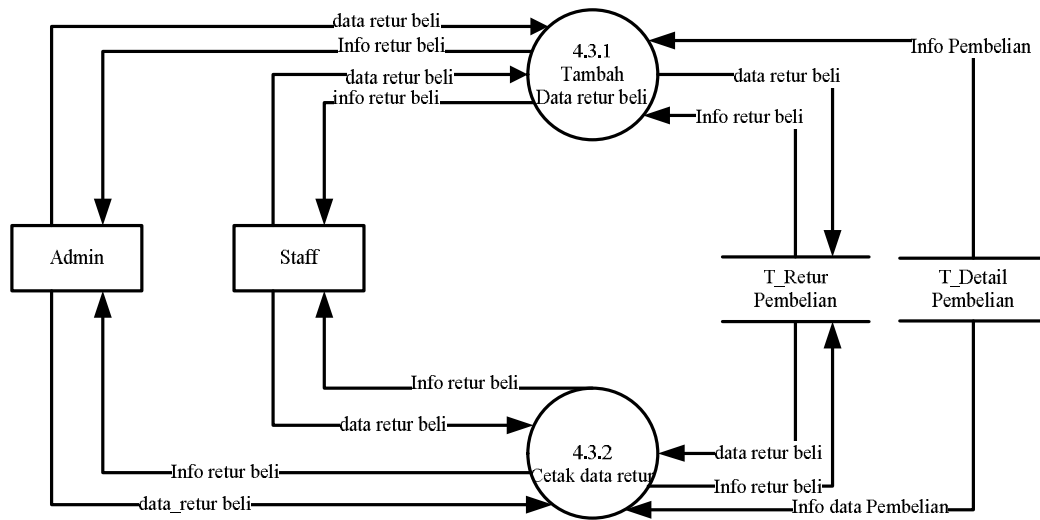 data retur beli
Info retur beli
data retur beli
info retur beli
4.3.1
Tambah
Data retur beli
Info Pembelian
data retur beli
Info retur beli
Admin
Staff
T_Retur
Pembelian
T_Detail
Pembelian
Info retur beli
data retur beli
Info retur beli
data_retur beli
4.3.2
Cetak data retur
data retur beli
Info retur beli
Info data Pembelian